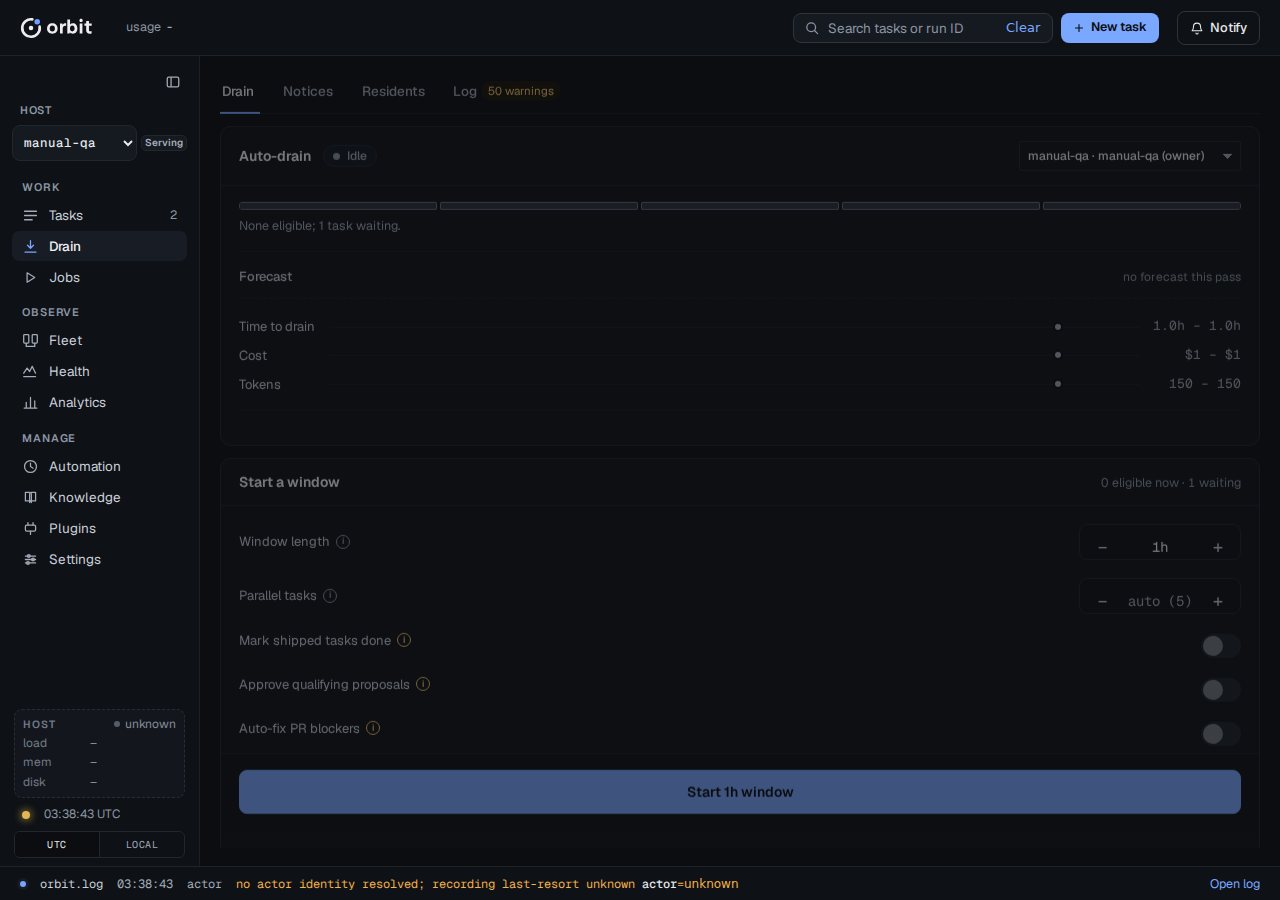 orbit
usage –
Search tasks or run ID
Clear
+ New task
Notify
HOST
manual-qa
Serving
WORK
Tasks 2
Drain
Jobs
OBSERVE
Fleet
Health
Analytics
MANAGE
Automation
Knowledge
Plugins
Settings
HOST unknown
load –
mem –
disk –
03:38:43 UTC
UTC LOCAL
Drain Notices Residents Log 50 warnings
Auto-drain Idle manual-qa · manual-qa (owner)
None eligible; 1 task waiting.
Forecast no forecast this pass
Time to drain 1.0h – 1.0h
Cost $1 – $1
Tokens 150 – 150
Start a window 0 eligible now · 1 waiting
Window length i − 1h +
Parallel tasks i − auto (5) +
Mark shipped tasks done i
Approve qualifying proposals i
Auto-fix PR blockers i
Start 1h window
orbit.log 03:38:43 actor no actor identity resolved; recording last-resort unknown actor=unknown Open log